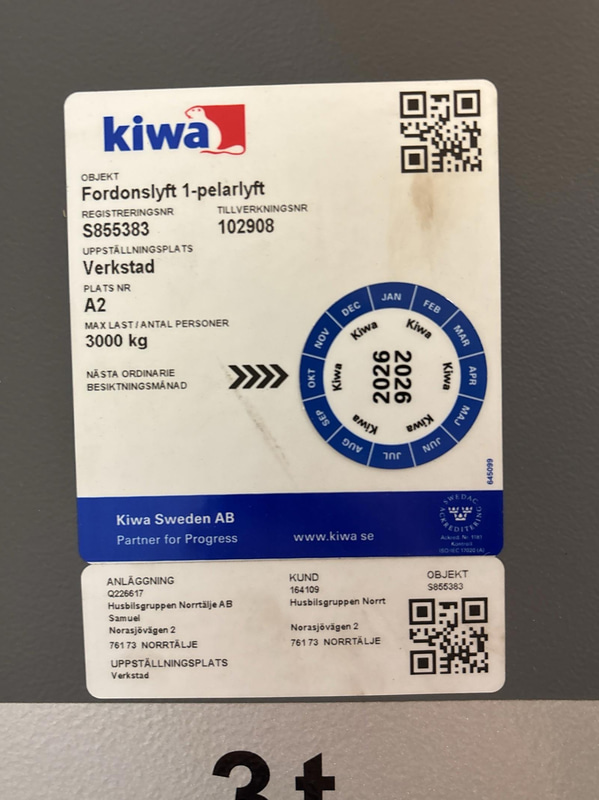 kiwa
OBJEKT
Fordonslyft 1-pelarlyft
REGISTRERINGSNR TILLVERKNINGSNR
S855383 102908
UPPSTÄLLNINGSPLATS
Verkstad
PLATS NR
A2
MAX LAST / ANTAL PERSONER
3000 kg
NÄSTA ORDINARIE
BESIKTNINGSMÅNAD
JAN
FEB
MAR
APR
MAJ
JUN
JUL
AUG
SEP
OKT
NOV
DEC
Kiwa
Kiwa
Kiwa
Kiwa
Kiwa
Kiwa
2026
2026
645099
Kiwa Sweden AB
Partner for Progress www.kiwa.se
SWEDAC
ACKREDITERING
Kontroll
ANLÄGGNING
Q226617
Husbilsgruppen Norrtälje AB
Samuel
Norasjövägen 2
761 73 NORRTÄLJE
UPPSTÄLLNINGSPLATS
Verkstad
KUND
164109
Husbilsgruppen Norrt
Norasjövägen 2
761 73 NORRTÄLJE
OBJEKT
S855383
3t